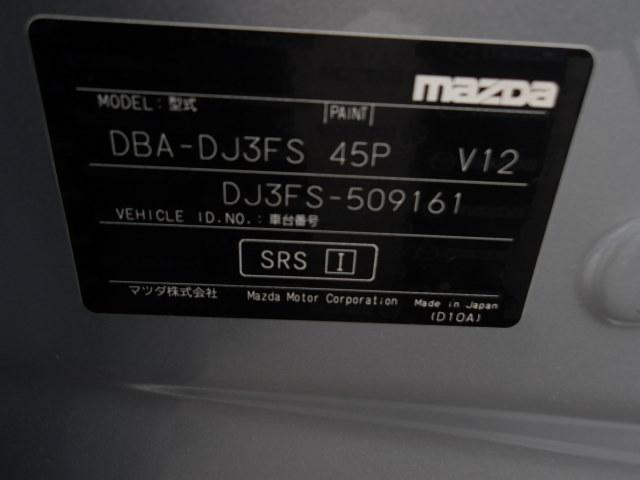 mazda
MODEL : 型式 PAINT
DBA-DJ3FS 45P V12
DJ3FS-509161
VEHICLE ID.NO. : 車台番号
SRS I
マツダ株式会社 Mazda Motor Corporation Made in Japan
(D10A)